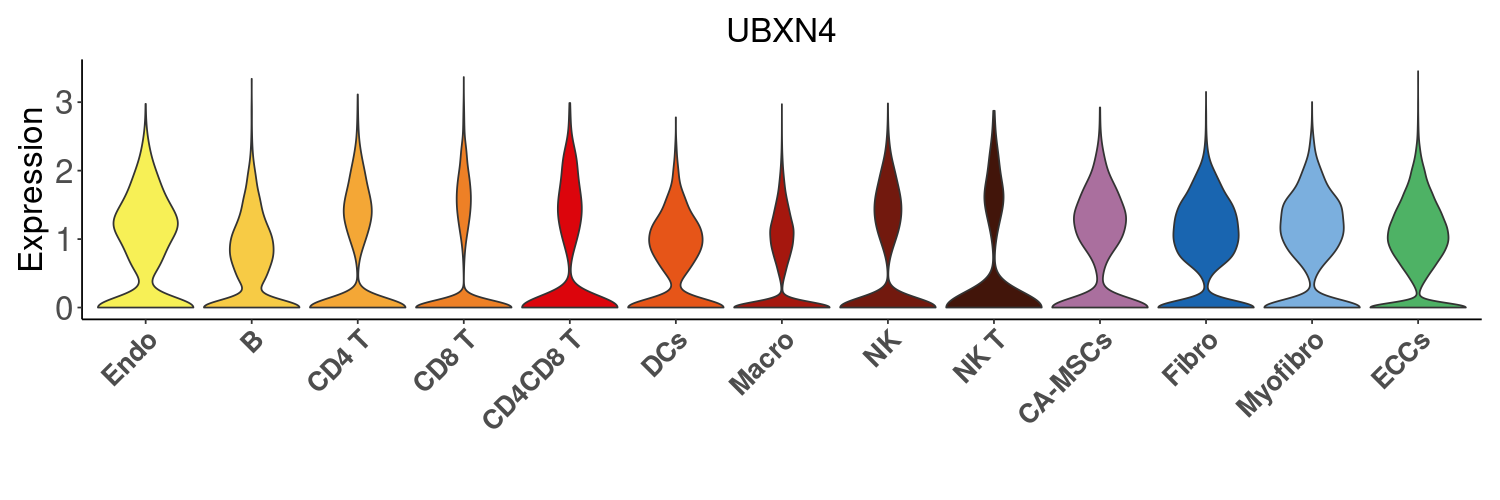 UBXN4
Expression
3
2
1
0
Endo
B
CD4 T
CD8 T
CD4CD8 T
DCs
Macro
NK
NK T
CA-MSCs
Fibro
Myofibro
ECCs